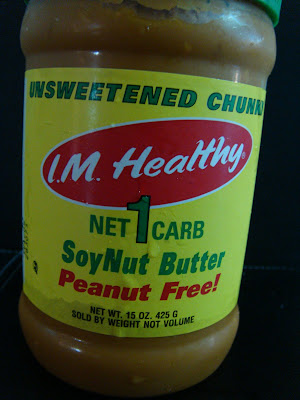 UNSWEETENED CHUNK
I.M. Healthy®
NET 1 CARB
SoyNut Butter
Peanut Free!
NET WT. 15 OZ. 425 G
SOLD BY WEIGHT NOT VOLUME